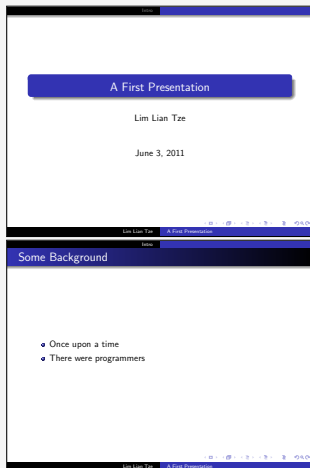 Intro
A First Presentation
Lim Lian Tze
June 3, 2011
Lim Lian Tze A First Presentation
Intro
Some Background
Once upon a time
There were programmers
Lim Lian Tze A First Presentation